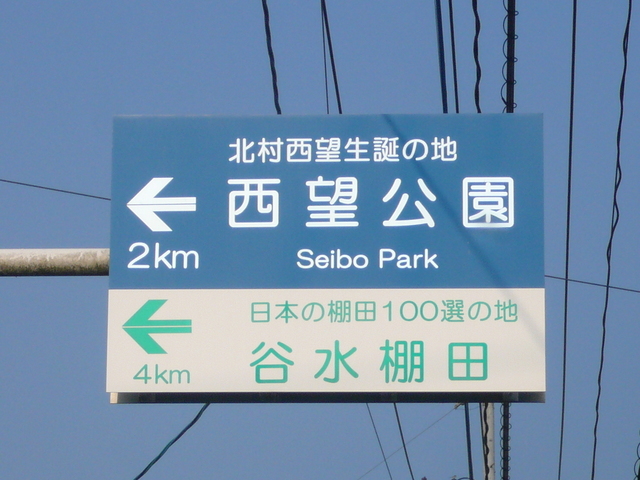 北村西望生誕の地
西望公園
2km
Seibo Park
日本の棚田100選の地
谷水棚田
4km